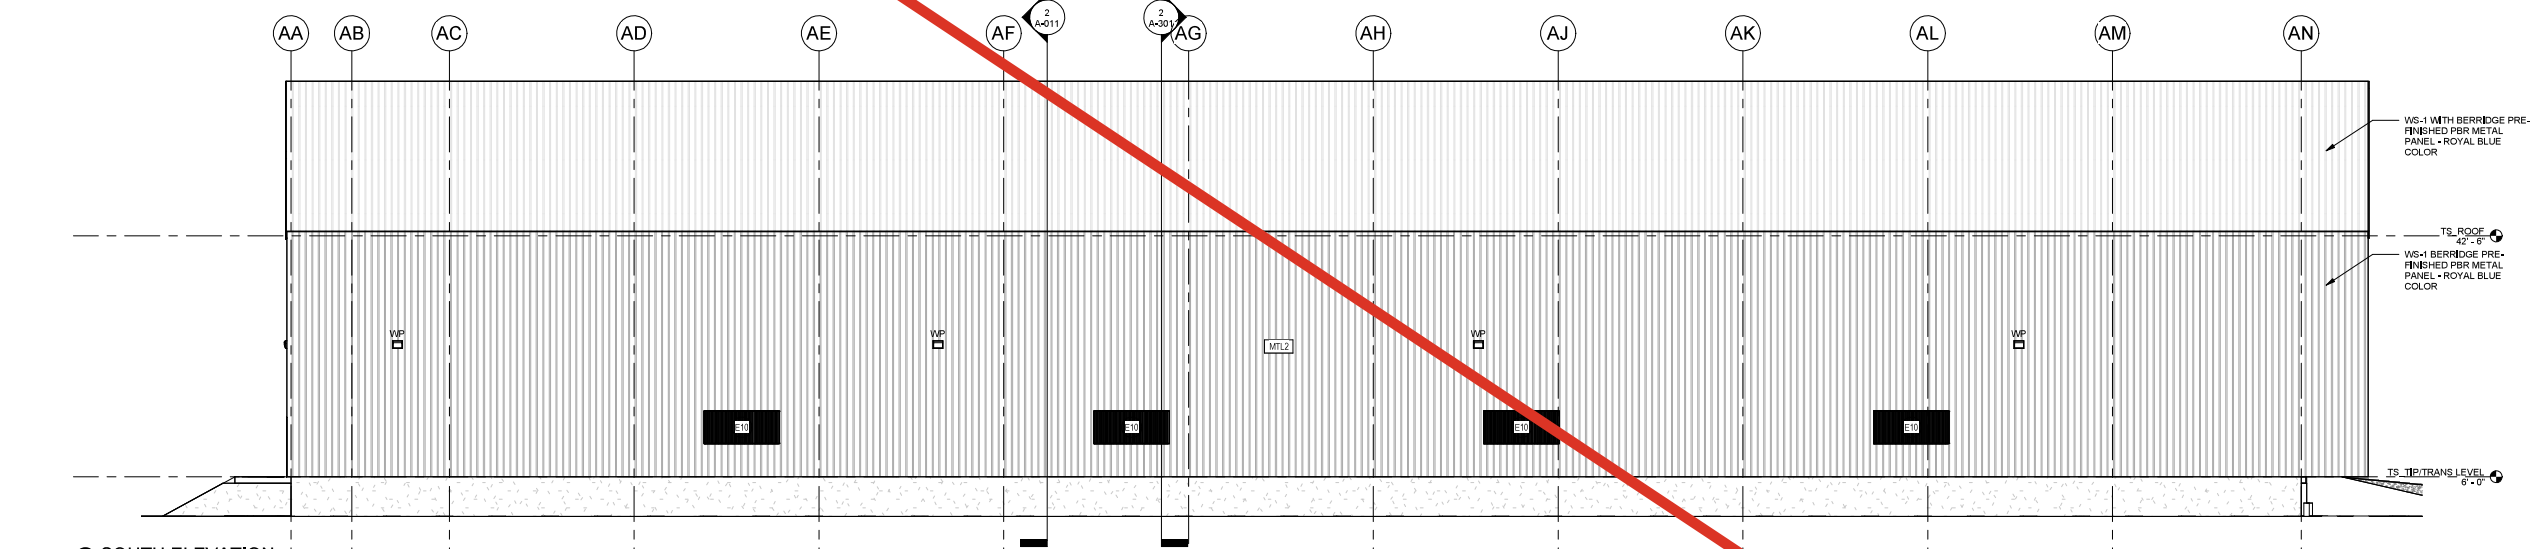 2
A-011
2
A-301
AA AB AC AD AE AF AG AH AJ AK AL AM AN
WS-1 WITH BERRIDGE PRE-
FINISHED PBR METAL
PANEL - ROYAL BLUE
COLOR
TS_ROOF
42' - 6"
WS-1 BERRIDGE PRE-
FINISHED PBR METAL
PANEL - ROYAL BLUE
COLOR
WP WP MTL2 WP WP
E10 E10 E10 E10
TS_TIP/TRANS LEVEL
6' - 0"
SOUTH ELEVATION